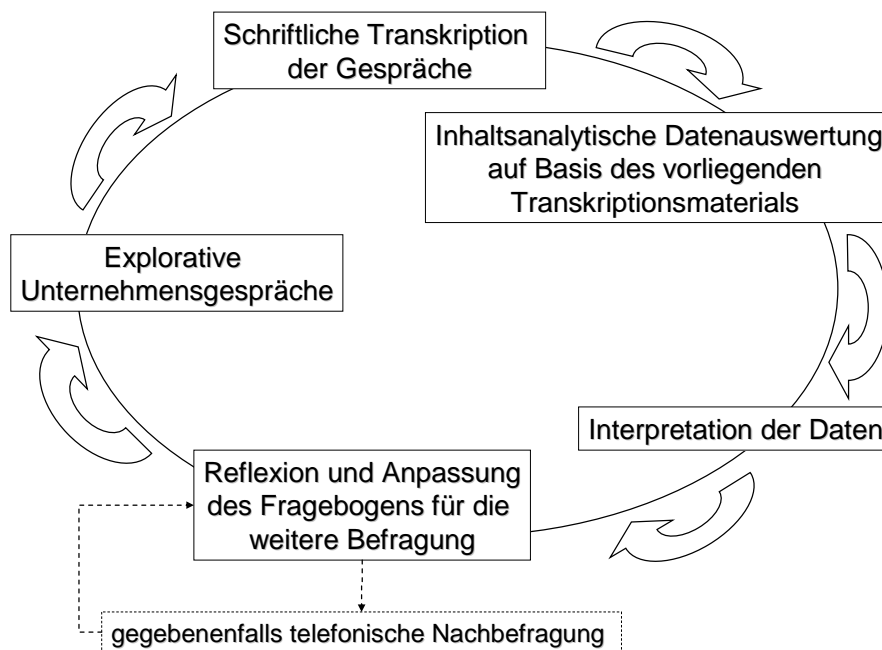 Schriftliche Transkription
der Gespräche
Inhaltsanalytische Datenauswertung
auf Basis des vorliegenden
Transkriptionsmaterials
Explorative
Unternehmensgespräche
Interpretation der Daten
Reflexion und Anpassung
des Fragebogens für die
weitere Befragung
gegebenenfalls telefonische Nachbefragung